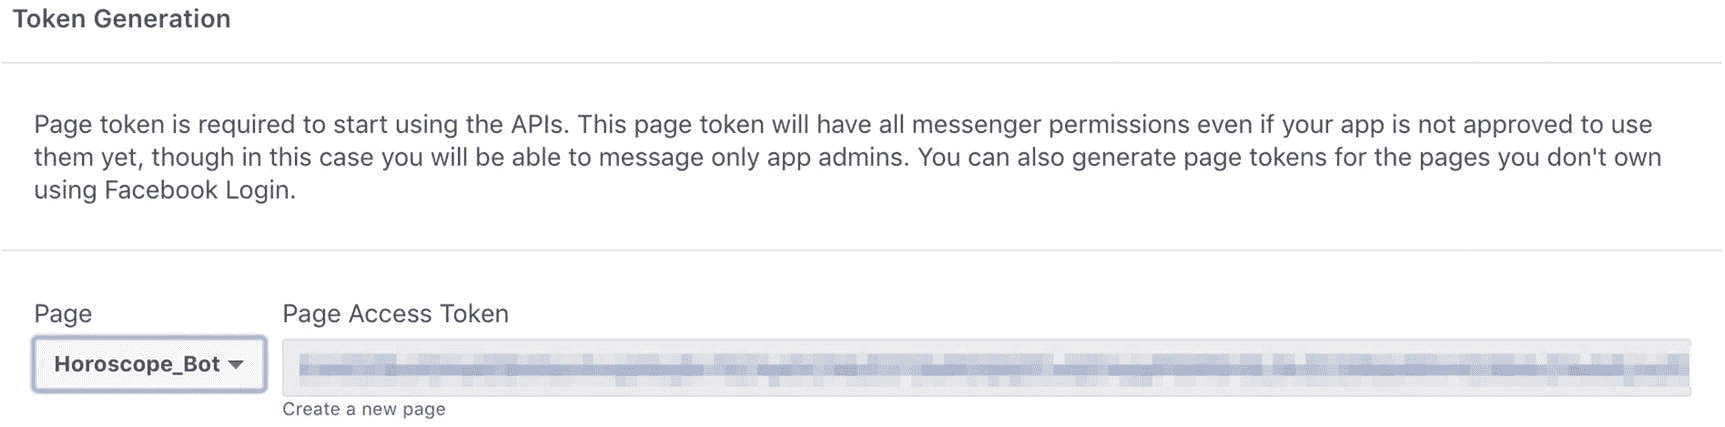 Token Generation
Page token is required to start using the APIs. This page token will have all messenger permissions even if your app is not approved to use
them yet, though in this case you will be able to message only app admins. You can also generate page tokens for the pages you don't own
using Facebook Login.
Page
Page Access Token
Horoscope_Bot
Create a new page